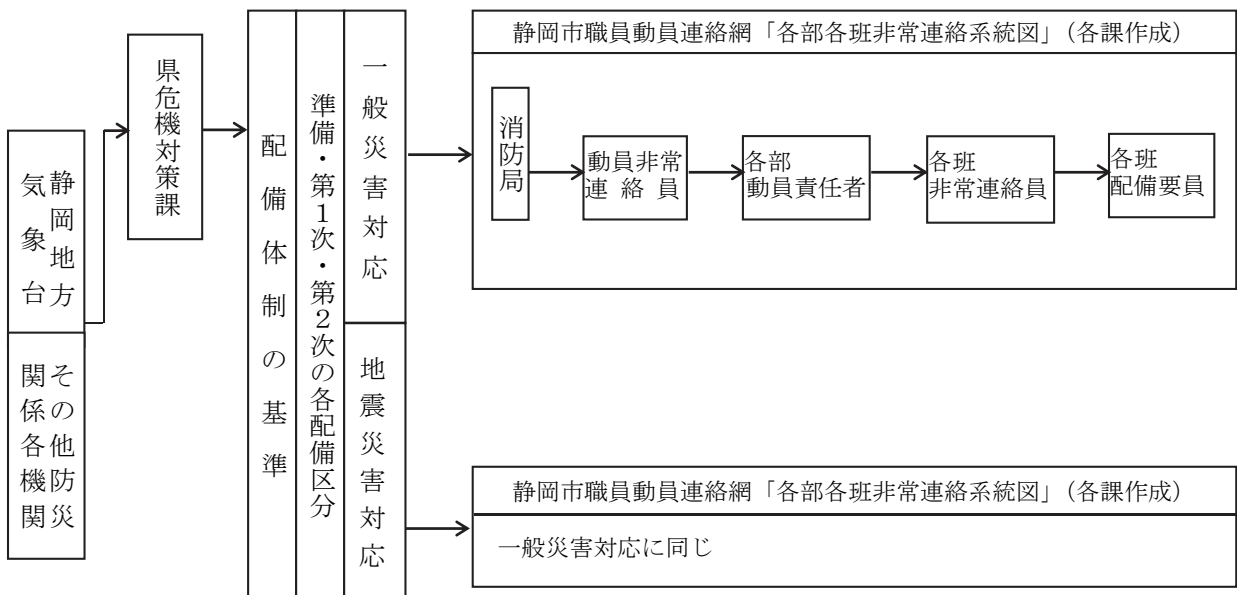 静岡地方
気象台
その他防災
関係各機関
県危機対策課
配備体制の基準
準備・第1次・第2次の各配備区分
一般災害対応
静岡市職員動員連絡網「各部各班非常連絡系統図」（各課作成）
消防局
動員非常
連絡員
各部
動員責任者
各班
非常連絡員
各班
配備要員
地震災害対応
静岡市職員動員連絡網「各部各班非常連絡系統図」（各課作成）
一般災害対応に同じ